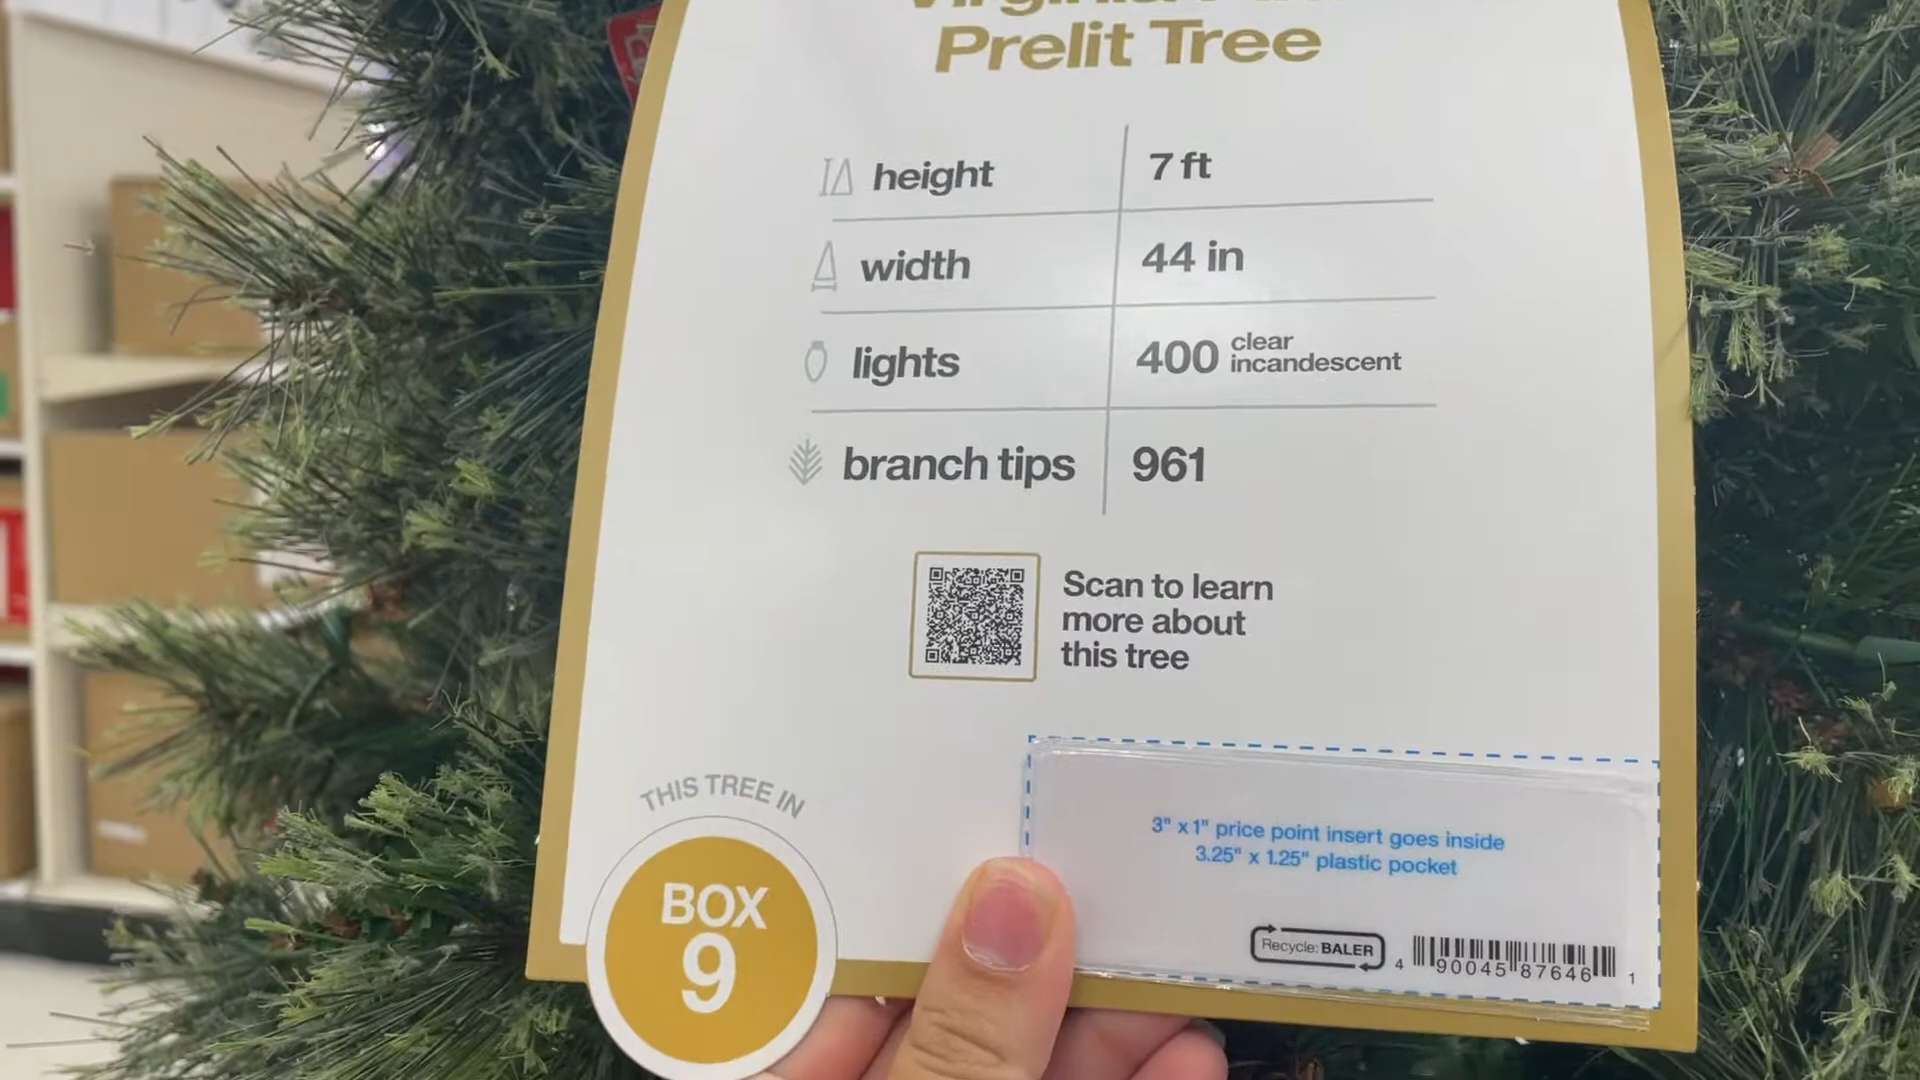 Virginia
Prelit Tree
height 7 ft
width 44 in
lights 400 clear incandescent
branch tips 961
Scan to learn
more about
this tree
THIS TREE IN
BOX
9
3" x 1" price point insert goes inside
3.25" x 1.25" plastic pocket
Recycle: BALER
4 90045 87646 1